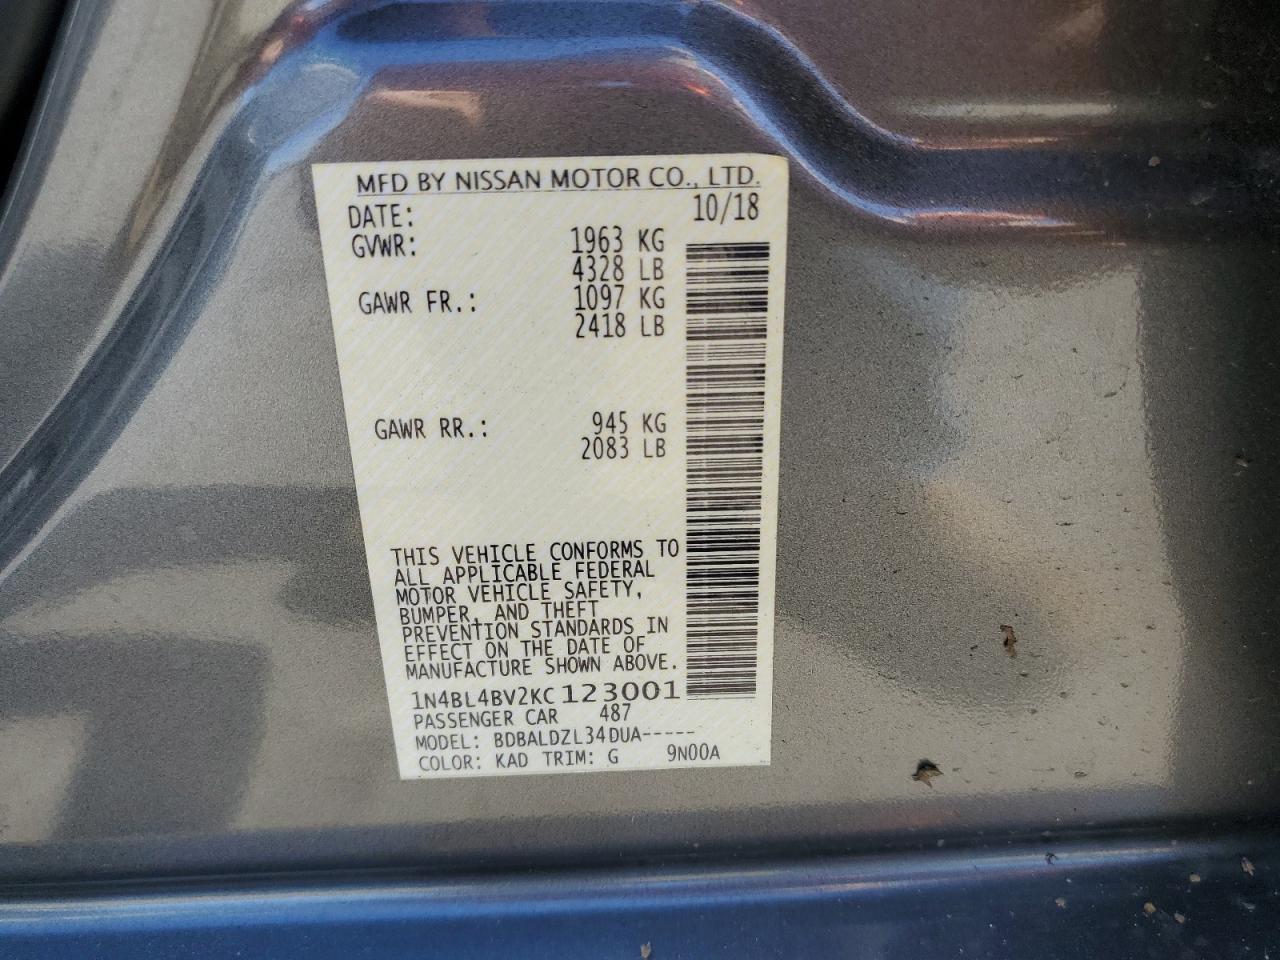 MFD BY NISSAN MOTOR CO., LTD.
DATE: 10/18
GVWR: 1963 KG
4328 LB
GAWR FR.: 1097 KG
2418 LB
GAWR RR.: 945 KG
2083 LB
THIS VEHICLE CONFORMS TO
ALL APPLICABLE FEDERAL
MOTOR VEHICLE SAFETY,
BUMPER, AND THEFT
PREVENTION STANDARDS IN
EFFECT ON THE DATE OF
MANUFACTURE SHOWN ABOVE.
1N4BL4BV2KC123001
PASSENGER CAR 487
MODEL: BDBALDZL34DUA-----
COLOR: KAD TRIM: G 9N00A